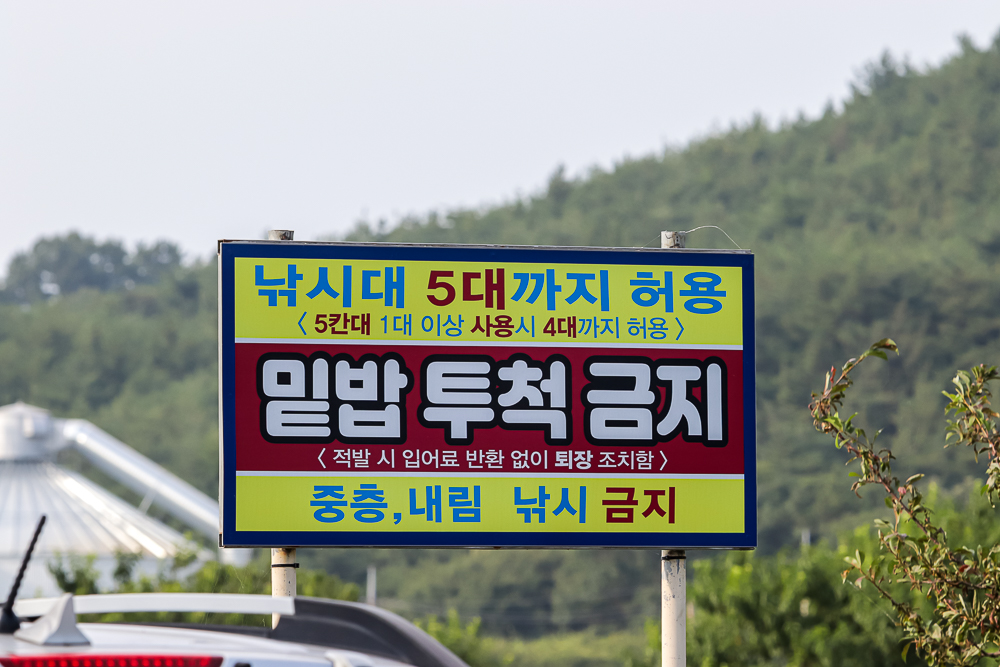 낚시대 5대까지 허용
〈 5칸대 1대 이상 사용시 4대까지 허용 〉
밑밥 투척 금지
〈 적발 시 입어료 반환 없이 퇴장 조치함 〉
중층,내림 낚시 금지